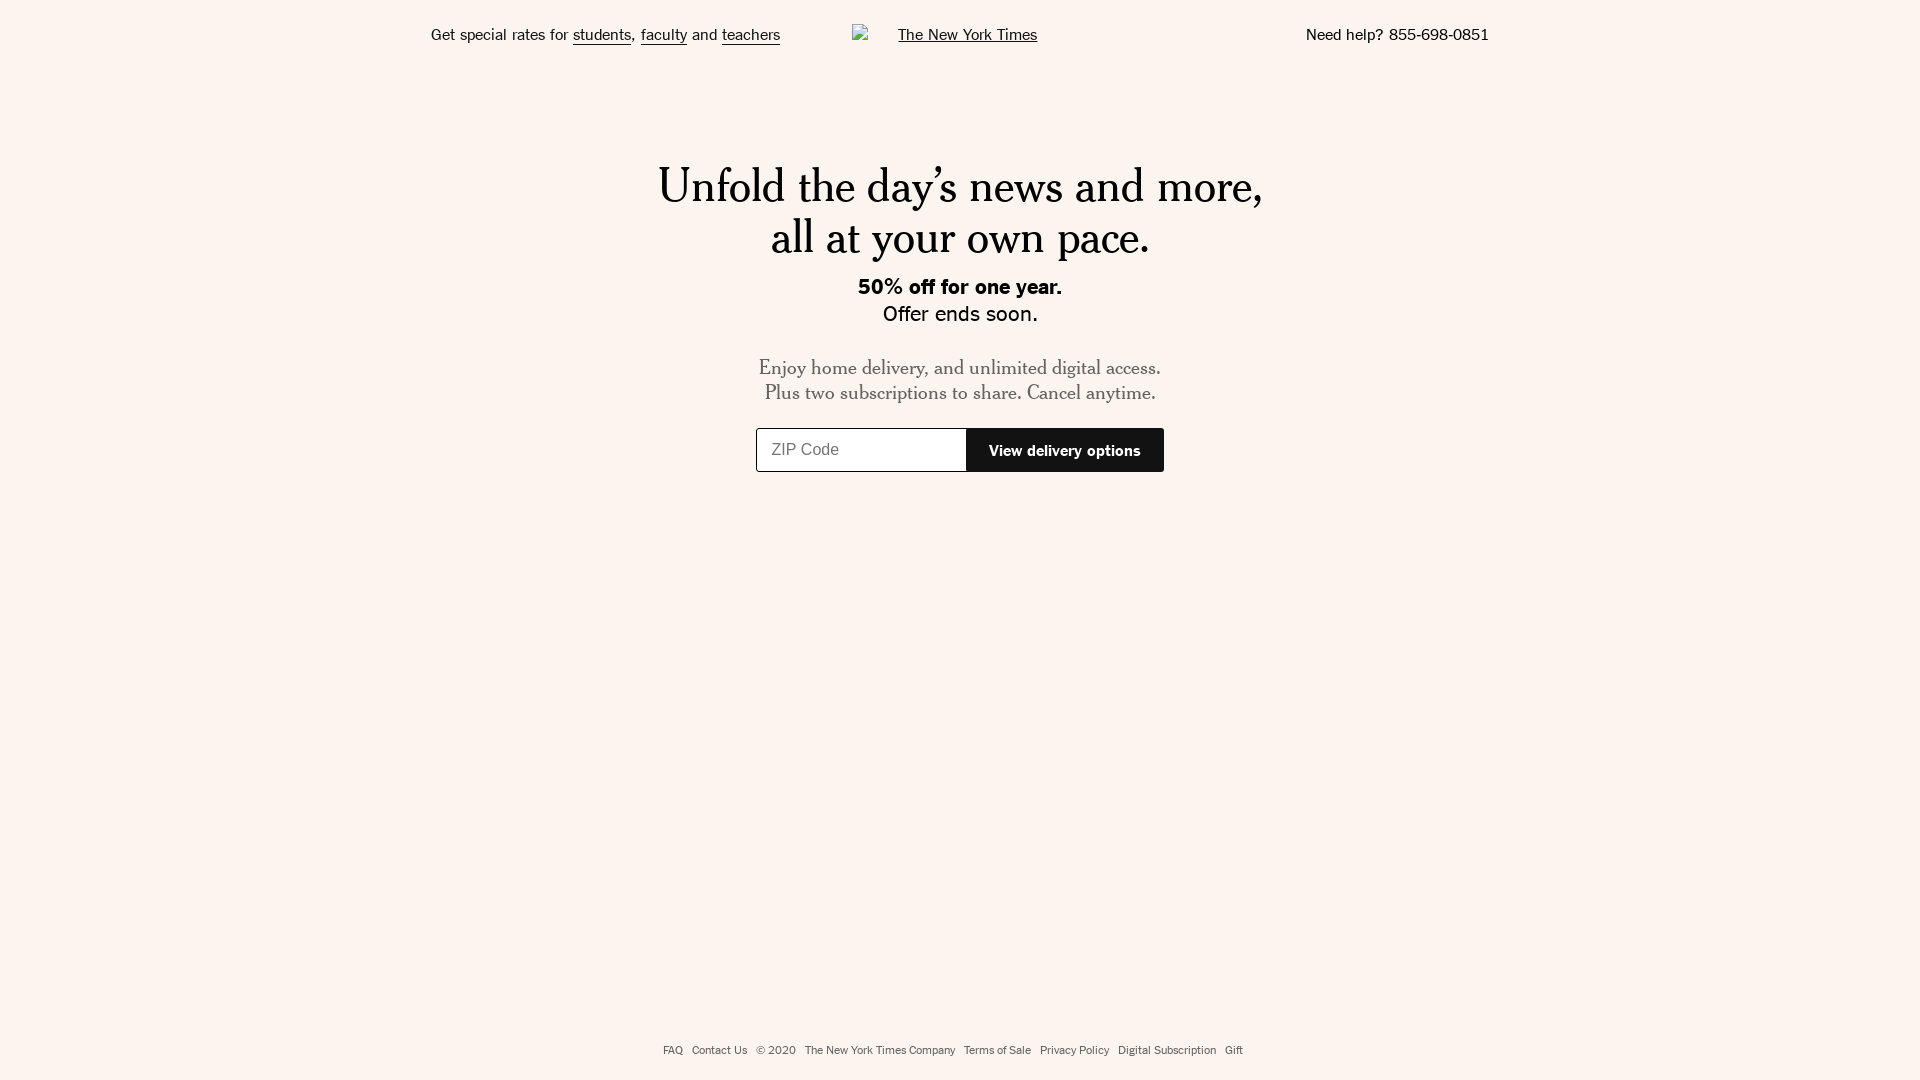 Get special rates for students, faculty and teachers
The New York Times
Need help? 855-698-0851
Unfold the day’s news and more,
all at your own pace.
50% off for one year.
Offer ends soon.
Enjoy home delivery, and unlimited digital access.
Plus two subscriptions to share. Cancel anytime.
ZIP Code
View delivery options
FAQ Contact Us © 2020 The New York Times Company Terms of Sale Privacy Policy Digital Subscription Gift